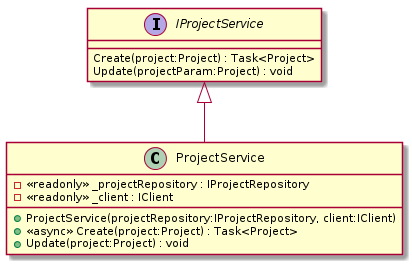 I IProjectService
Create(project:Project) : Task<Project>
Update(projectParam:Project) : void
C ProjectService
«readonly» _projectRepository : IProjectRepository
«readonly» _client : IClient
ProjectService(projectRepository:IProjectRepository, client:IClient)
«async» Create(project:Project) : Task<Project>
Update(project:Project) : void